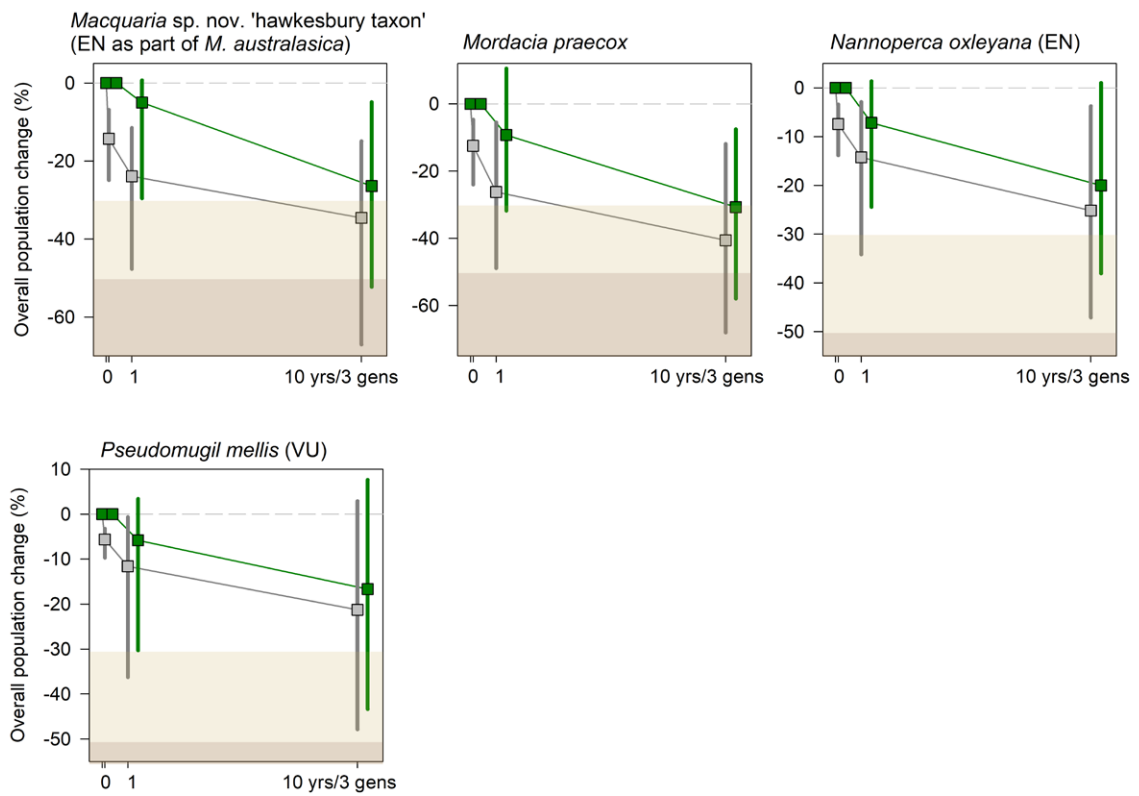 Macquaria sp. nov. 'hawkesbury taxon'
(EN as part of M. australasica)
Overall population change (%)
0
-20
-40
-60
0 1 10 yrs/3 gens
Mordacia praecox
0
-20
-40
-60
0 1 10 yrs/3 gens
Nannoperca oxleyana (EN)
0
-10
-20
-30
-40
-50
0 1 10 yrs/3 gens
Pseudomugil mellis (VU)
Overall population change (%)
10
0
-10
-20
-30
-40
-50
0 1 10 yrs/3 gens